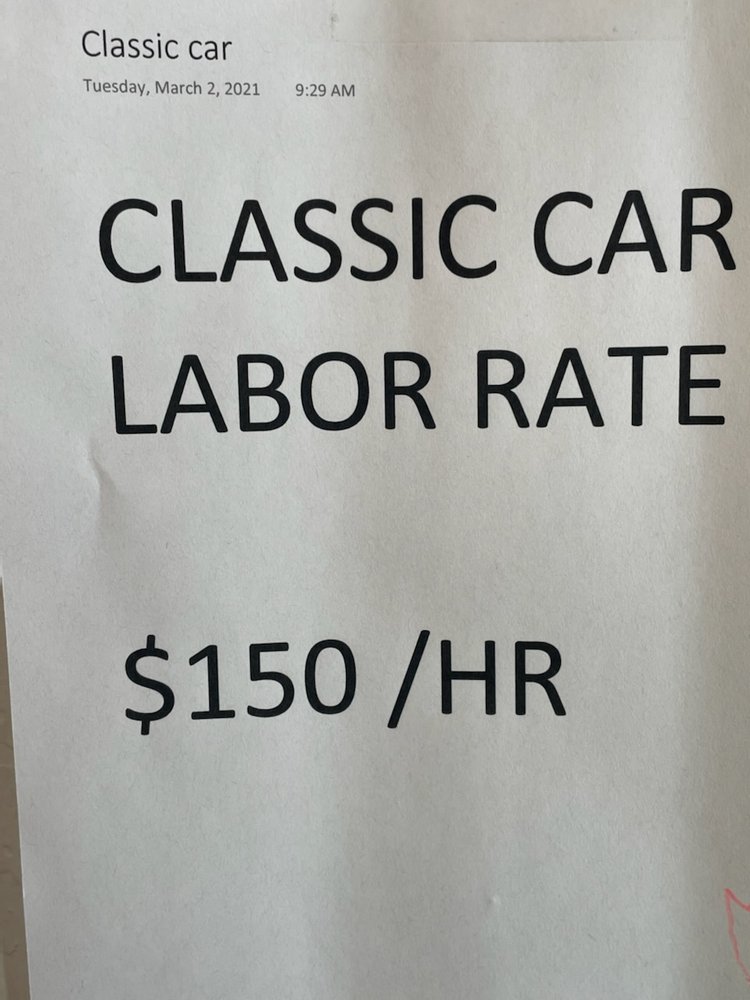 Classic car
Tuesday, March 2, 2021 9:29 AM
CLASSIC CAR
LABOR RATE
$150 /HR